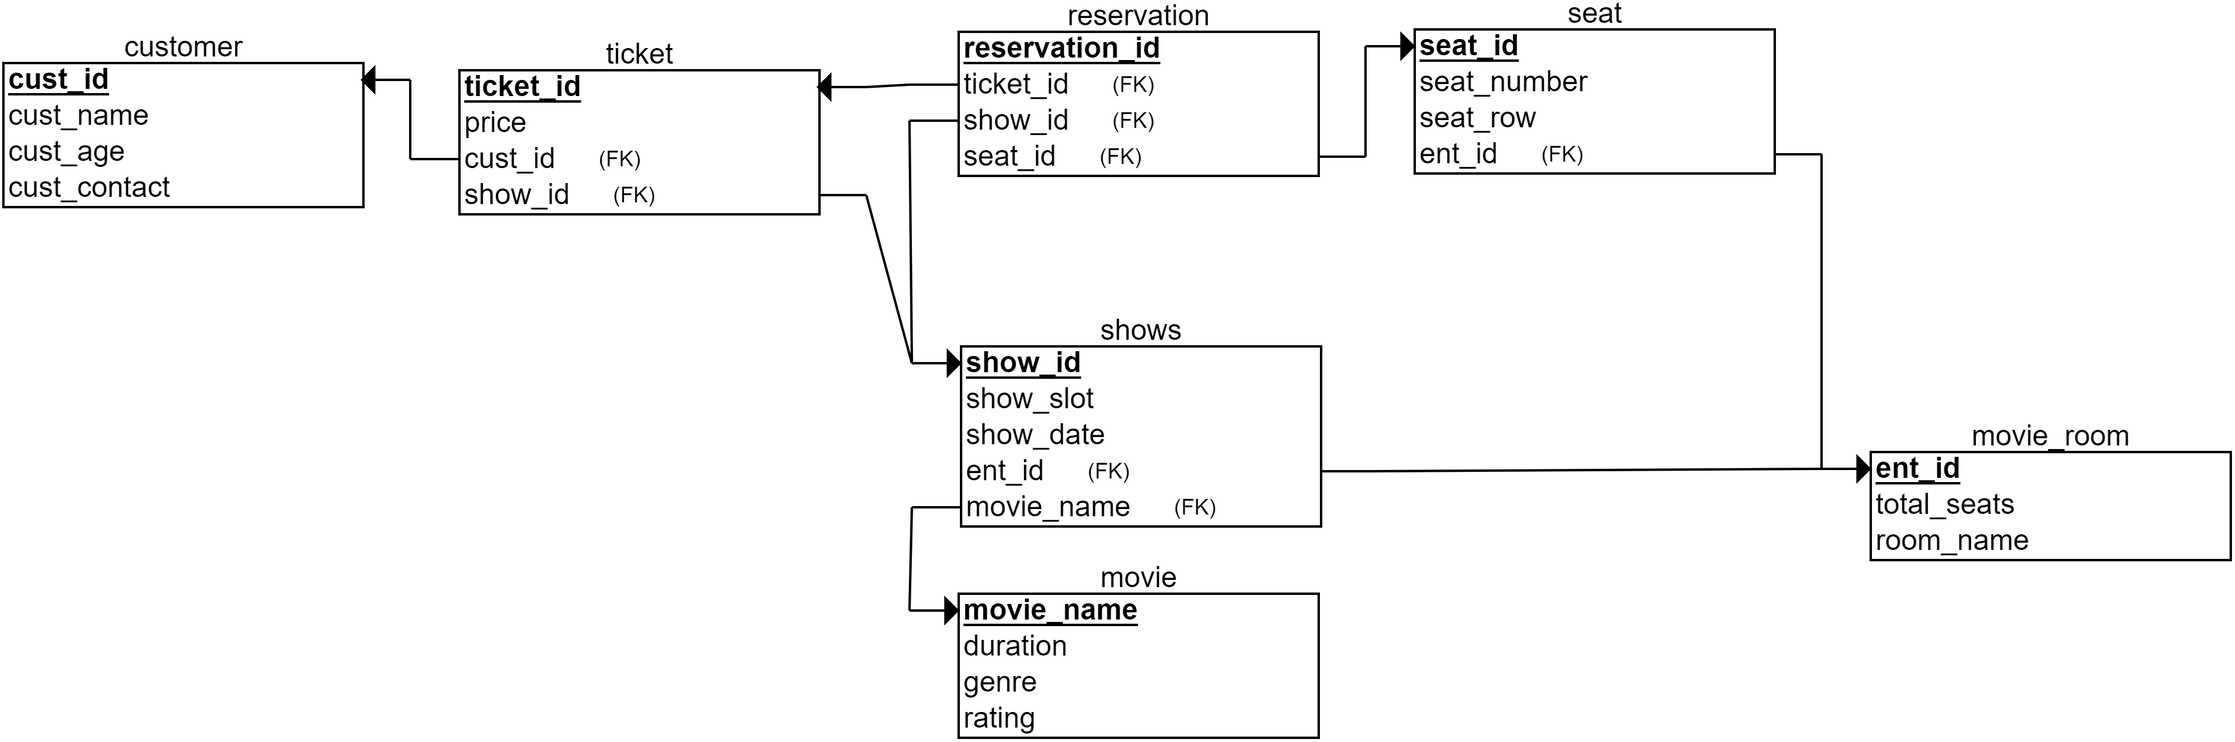 customer
cust_id
cust_name
cust_age
cust_contact
ticket
ticket_id
price
cust_id (FK)
show_id (FK)
reservation
reservation_id
ticket_id (FK)
show_id (FK)
seat_id (FK)
seat
seat_id
seat_number
seat_row
ent_id (FK)
shows
show_id
show_slot
show_date
ent_id (FK)
movie_name (FK)
movie_room
ent_id
total_seats
room_name
movie
movie_name
duration
genre
rating